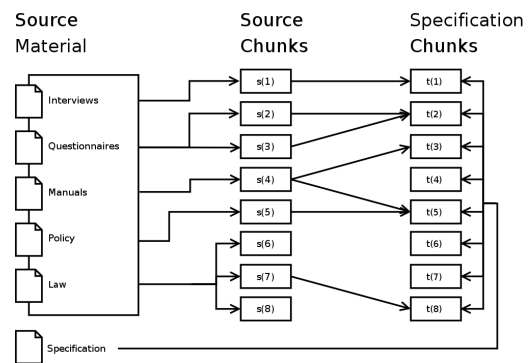 Source
Material
Source
Chunks
Specification
Chunks
Interviews
Questionnaires
Manuals
Policy
Law
Specification
s(1)
s(2)
s(3)
s(4)
s(5)
s(6)
s(7)
s(8)
t(1)
t(2)
t(3)
t(4)
t(5)
t(6)
t(7)
t(8)